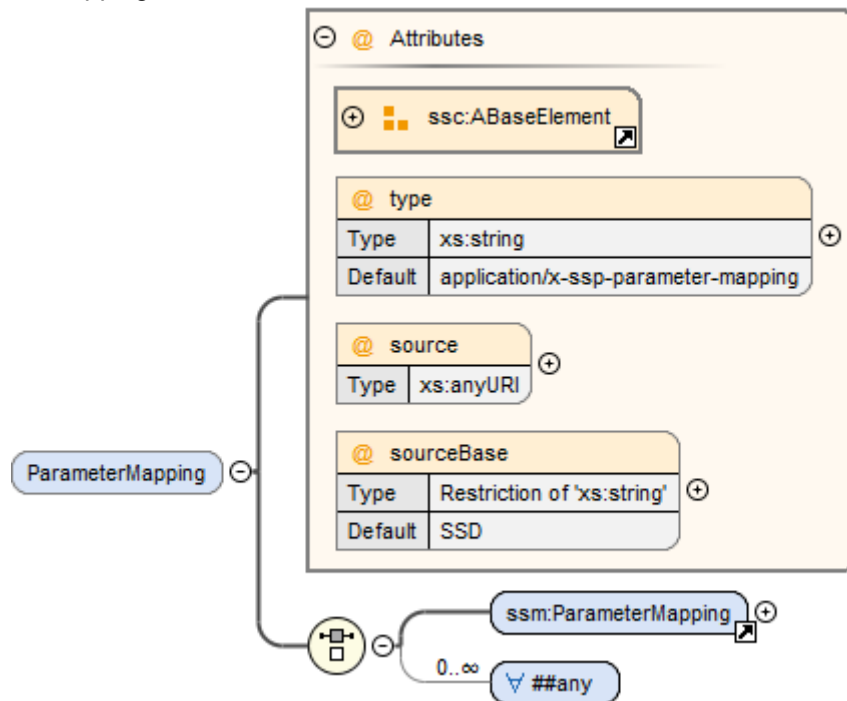 @ Attributes
ssc:ABaseElement
@ type
Type xs:string
Default application/x-ssp-parameter-mapping
@ source
Type xs:anyURI
@ sourceBase
Type Restriction of 'xs:string'
Default SSD
ParameterMapping
ssm:ParameterMapping
0..∞
∀ ##any